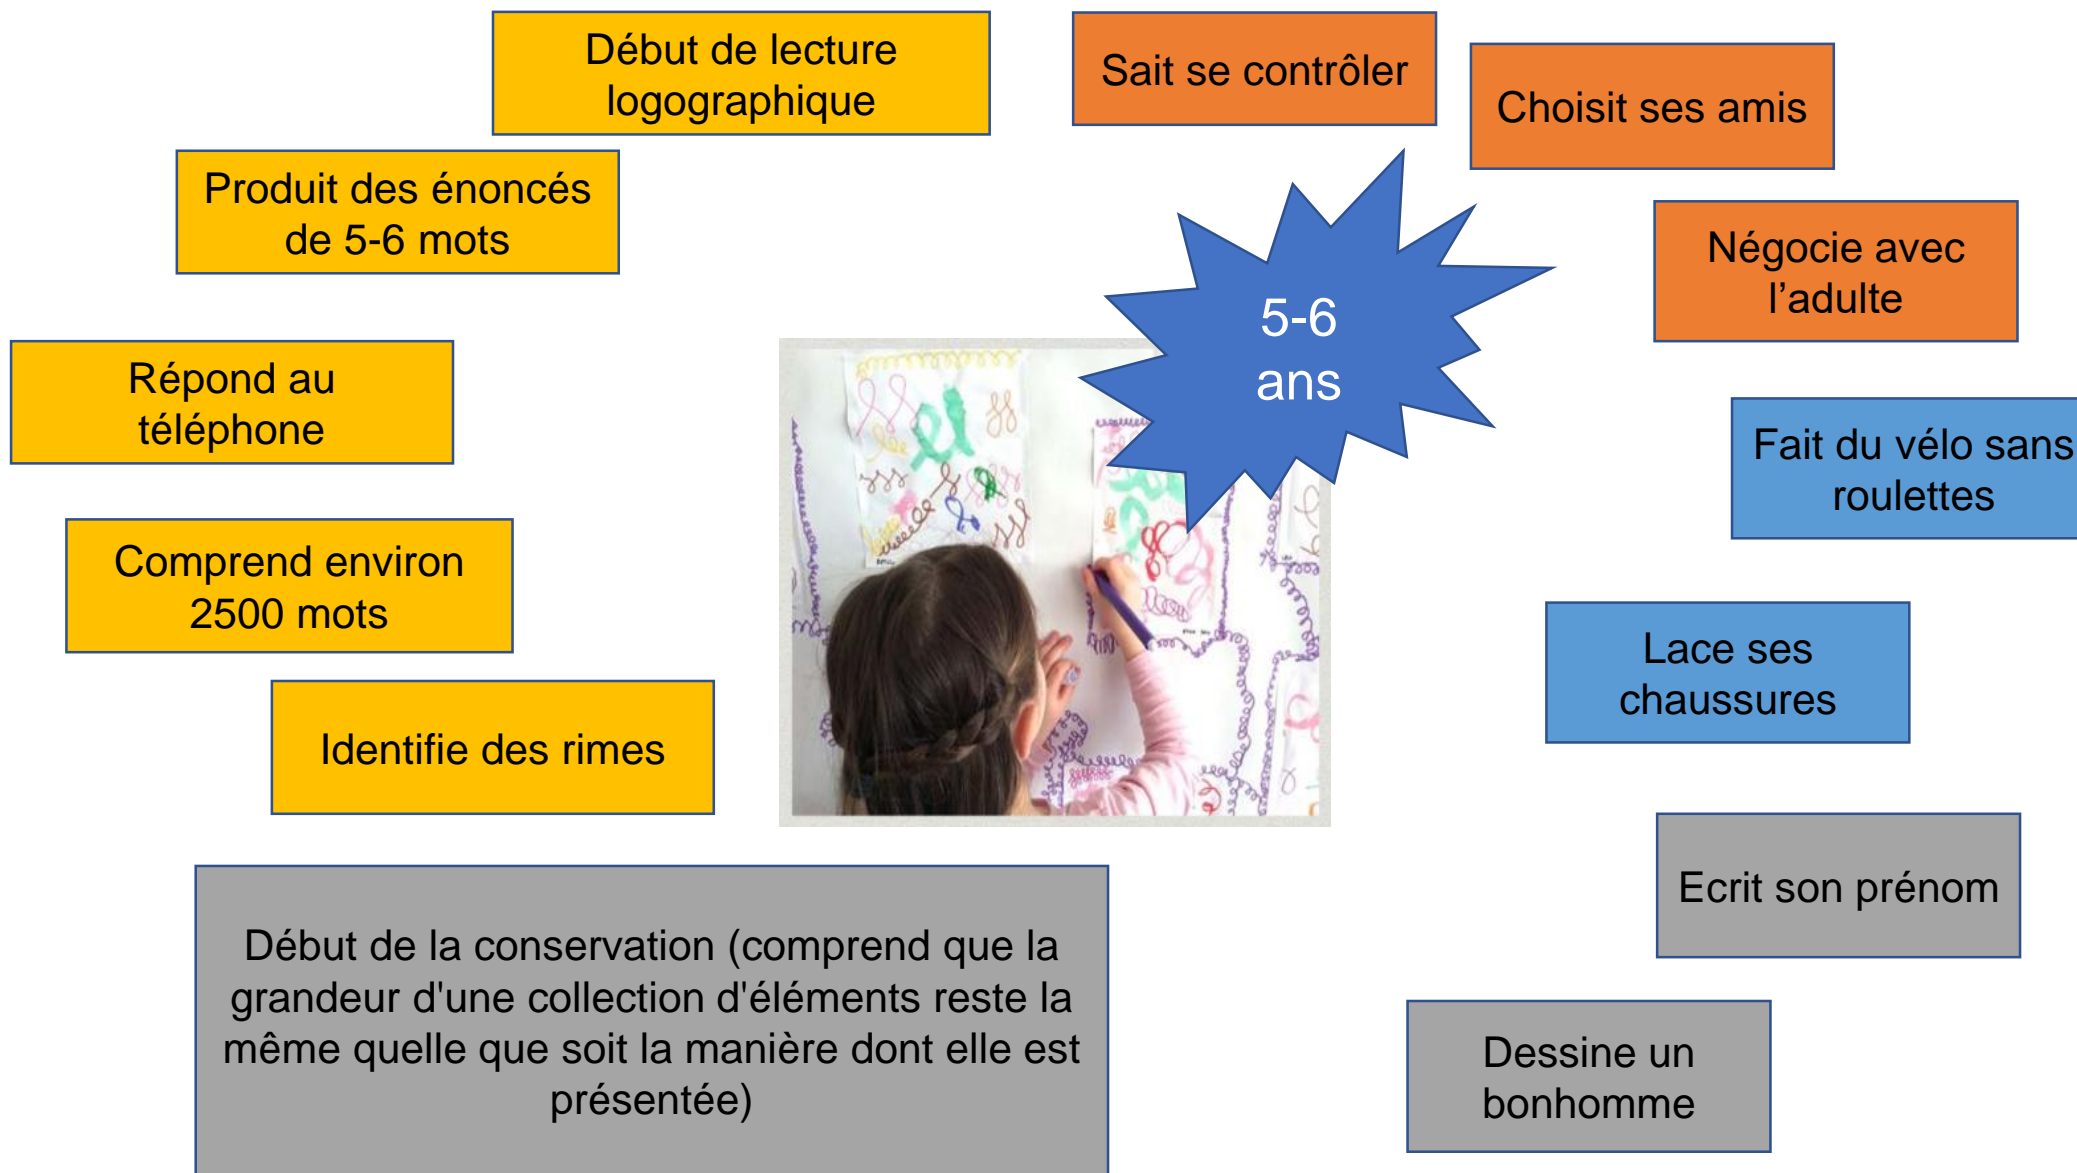 Début de lecture
logographique
Sait se contrôler
Choisit ses amis
Produit des énoncés
de 5-6 mots
Négocie avec
l’adulte
5-6
ans
Répond au
téléphone
Fait du vélo sans
roulettes
Comprend environ
2500 mots
Lace ses
chaussures
Identifie des rimes
Ecrit son prénom
Début de la conservation (comprend que la
grandeur d'une collection d'éléments reste la
même quelle que soit la manière dont elle est
présentée)
Dessine un
bonhomme